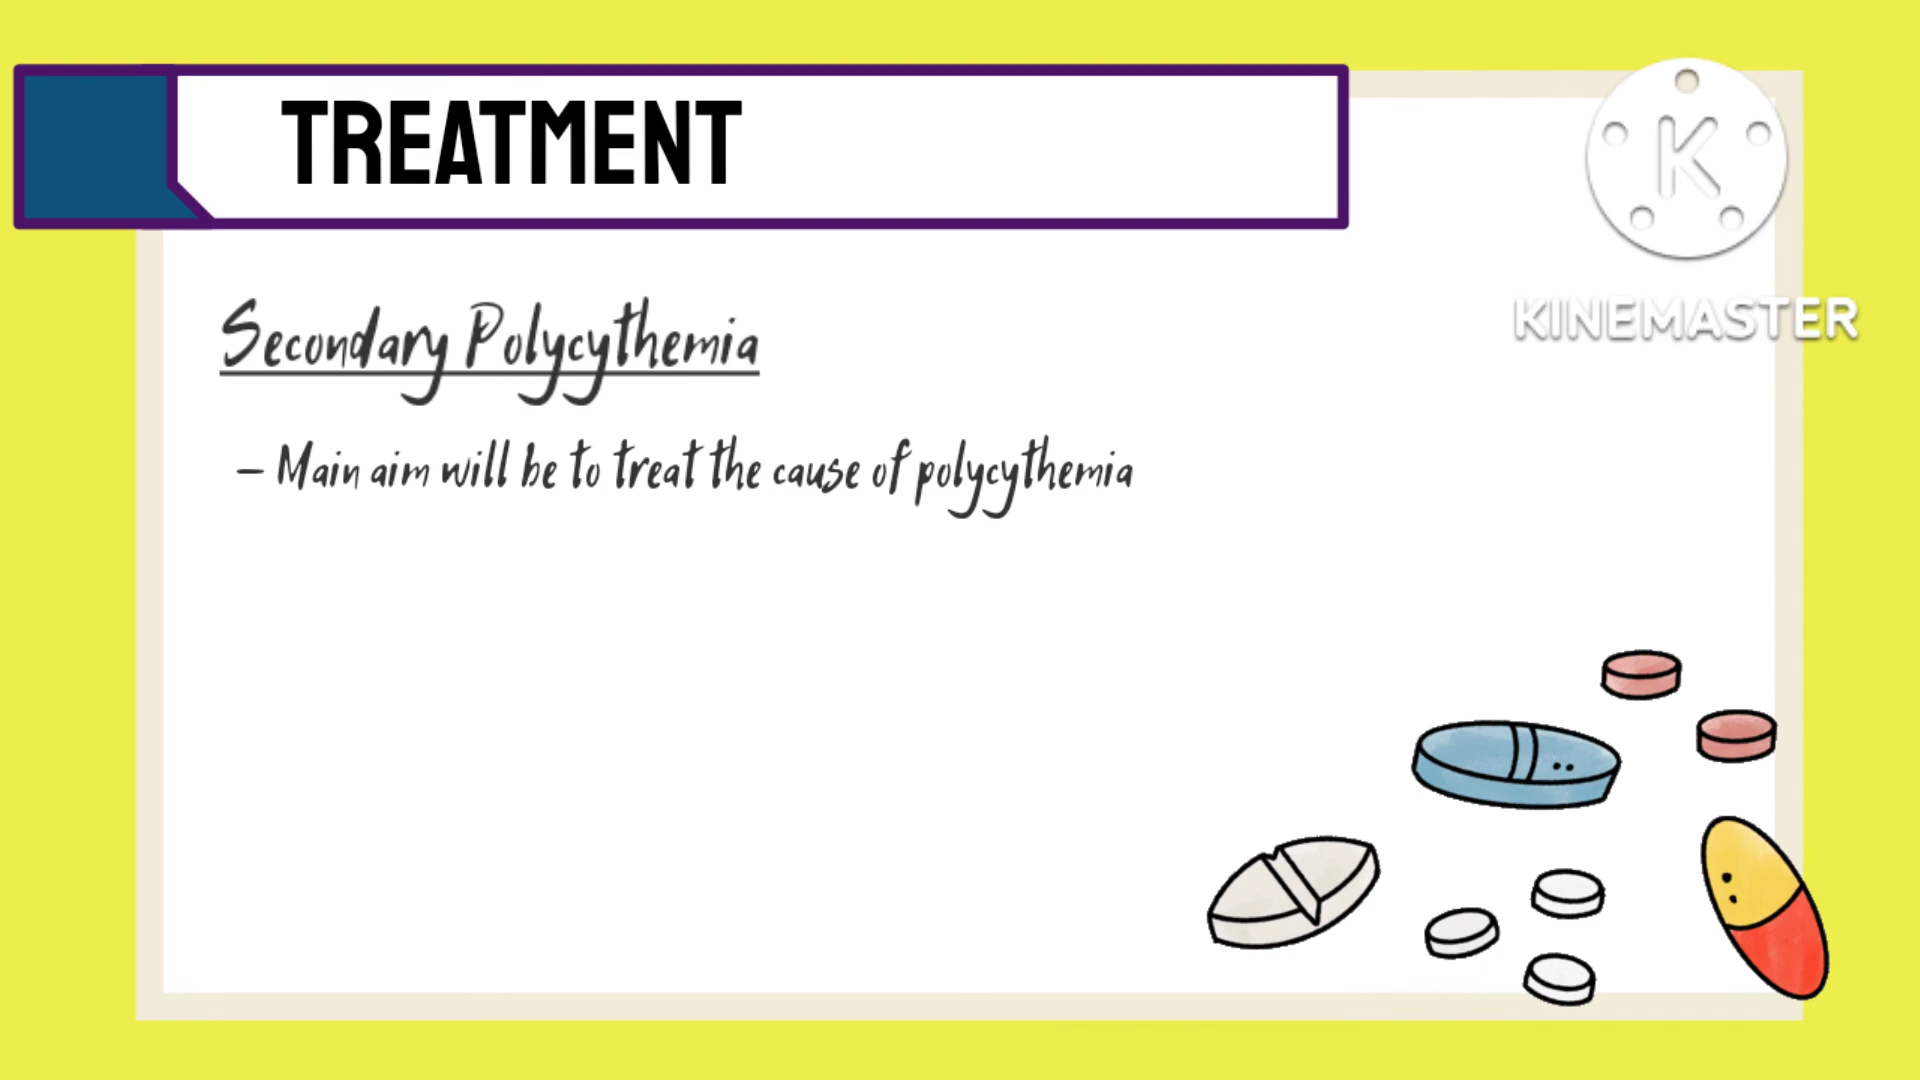 TREATMENT
K
KINEMASTER
Secondary Polycythemia
– Main aim will be to treat the cause of polycythemia